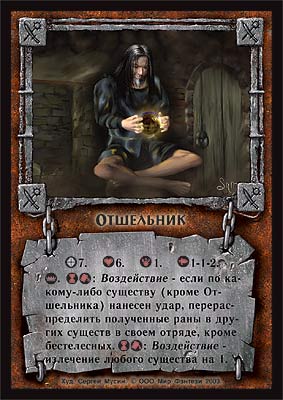 Отшельник
7. 6. 1. 1-1-2.
: Воздействие - если по ка-
кому-либо существу (кроме От-
шельника) нанесен удар, перерас-
пределить полученные раны в дру-
гих существ в своем отряде, кроме
бестелесных. : Воздействие -
излечение любого существа на 1.
Худ. Сергей Мусин. © ООО Мир Фэнтези 2003